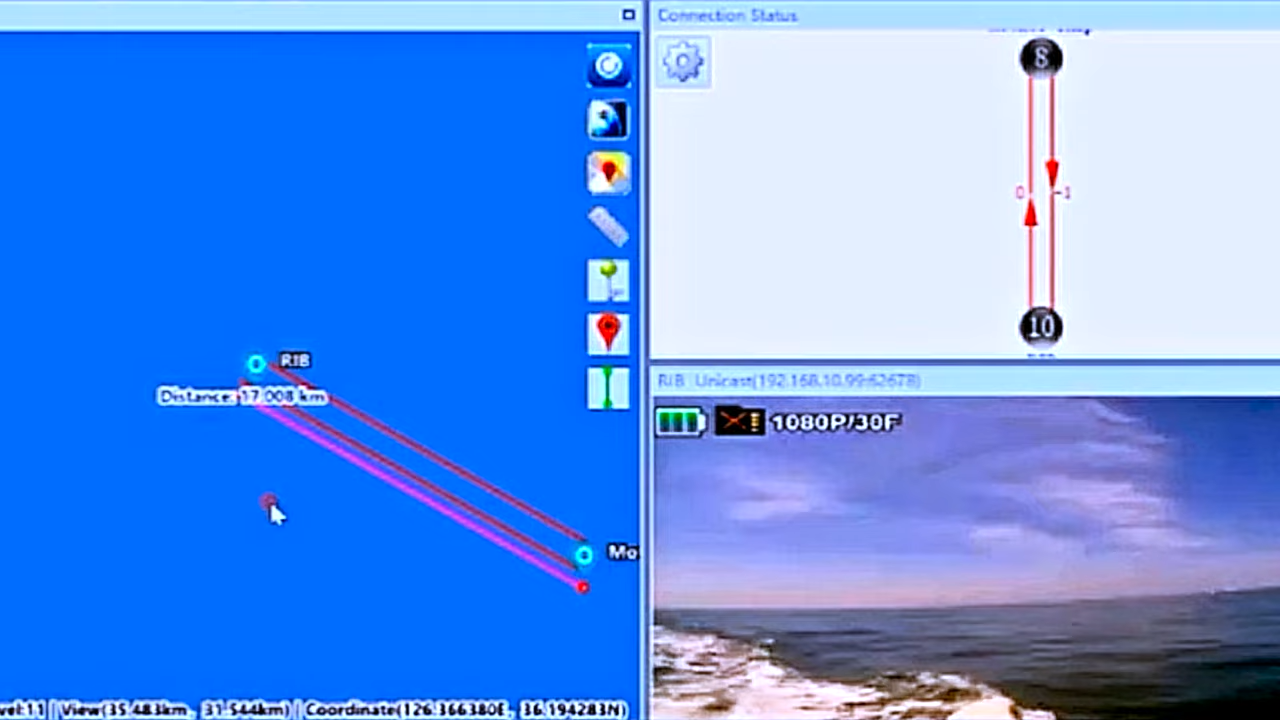 RIB
Distance: 17.008 km
Mo
vel:11 | View(35.483km, 31.544km) | Coordinate(126.366380E, 36.194283N)
Connection Status
8
0
-1
10
RIB Unicast(192.168.10.99:62678)
1080P/30F